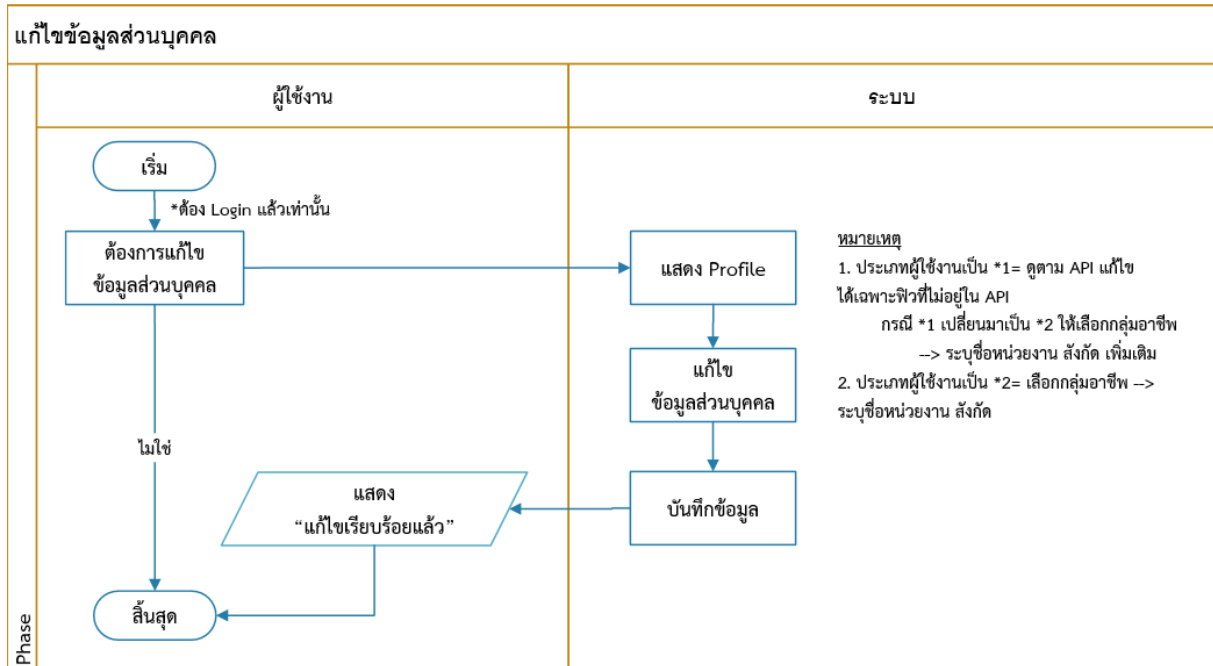 แก้ไขข้อมูลส่วนบุคคล
ผู้ใช้งาน
ระบบ
เริ่ม
*ต้อง Login แล้วเท่านั้น
ต้องการแก้ไข
ข้อมูลส่วนบุคคล
แสดง Profile
หมายเหตุ
1. ประเภทผู้ใช้งานเป็น *1= ดูตาม API แก้ไข
ได้เฉพาะฟิวที่ไม่อยู่ใน API
กรณี *1 เปลี่ยนมาเป็น *2 ให้เลือกกลุ่มอาชีพ
--> ระบุชื่อหน่วยงาน สังกัด เพิ่มเติม
2. ประเภทผู้ใช้งานเป็น *2= เลือกกลุ่มอาชีพ -->
ระบุชื่อหน่วยงาน สังกัด
แก้ไข
ข้อมูลส่วนบุคคล
ไม่ใช่
บันทึกข้อมูล
แสดง
“แก้ไขเรียบร้อยแล้ว”
สิ้นสุด
Phase